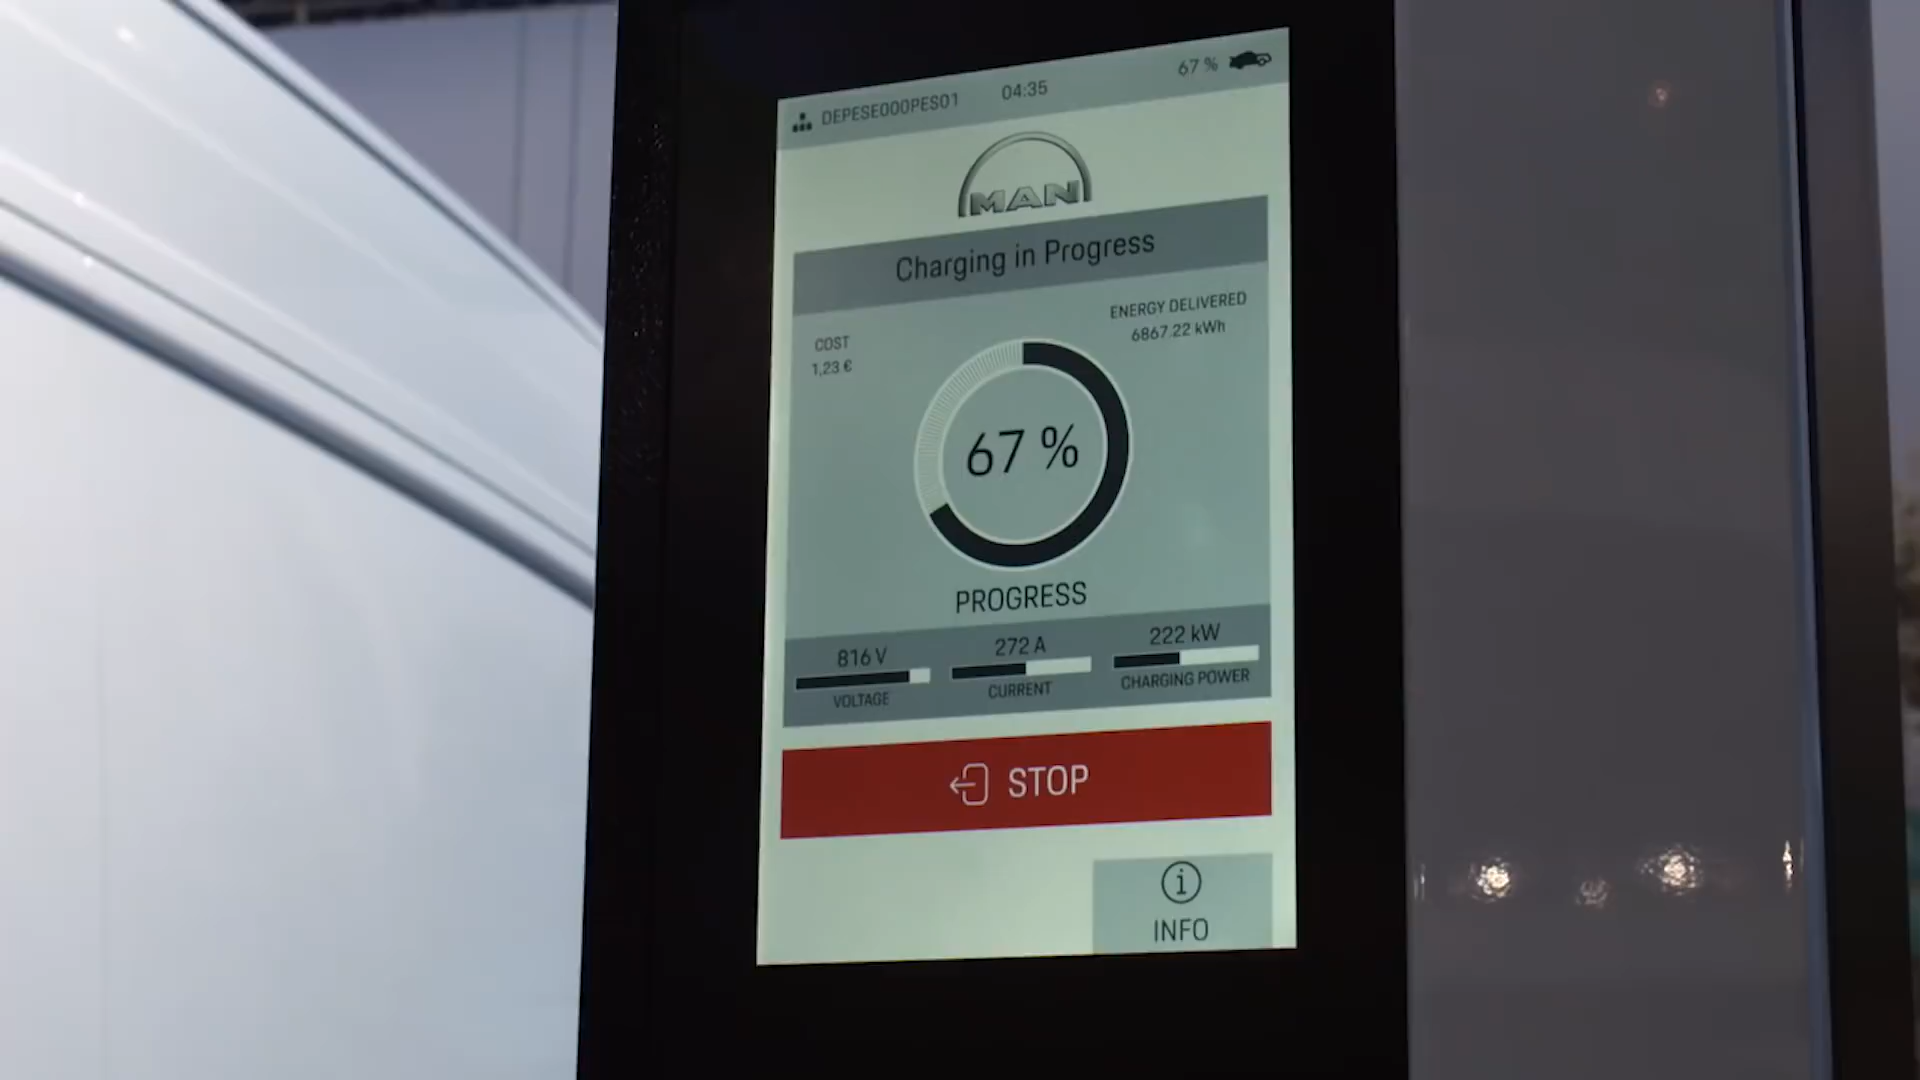 DEPESE000PES01 04:35 67 %
MAN
Charging in Progress
COST
1,23 €
ENERGY DELIVERED
6867.22 kWh
67 %
PROGRESS
816 V
VOLTAGE
272 A
CURRENT
222 kW
CHARGING POWER
STOP
i
INFO